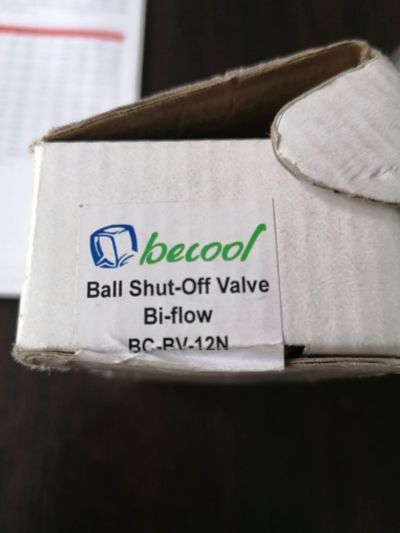 becool
Ball Shut-Off Valve
Bi-flow
BC-BV-12N